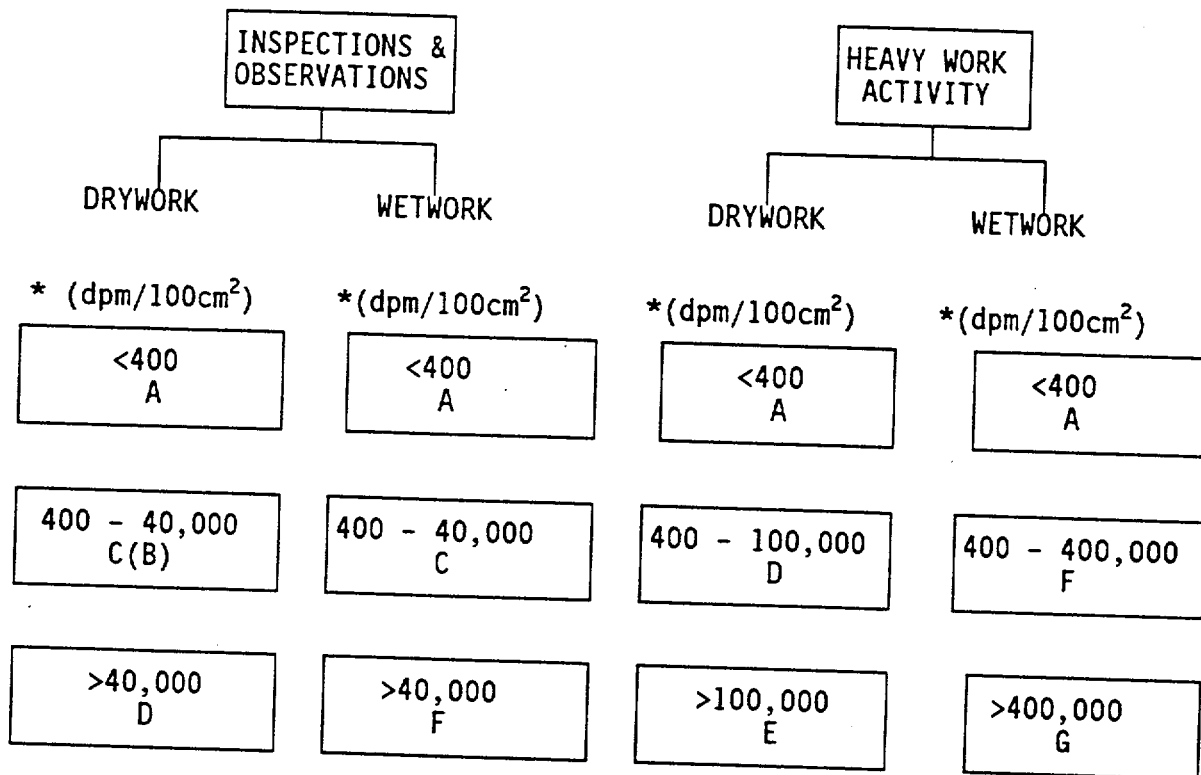 INSPECTIONS &
OBSERVATIONS
HEAVY WORK
ACTIVITY
DRYWORK
WETWORK
DRYWORK
WETWORK
* (dpm/100cm²)
*(dpm/100cm²)
*(dpm/100cm²)
*(dpm/100cm²)
<400
A
<400
A
<400
A
<400
A
400 - 40,000
C(B)
400 - 40,000
C
400 - 100,000
D
400 - 400,000
F
>40,000
D
>40,000
F
>100,000
E
>400,000
G